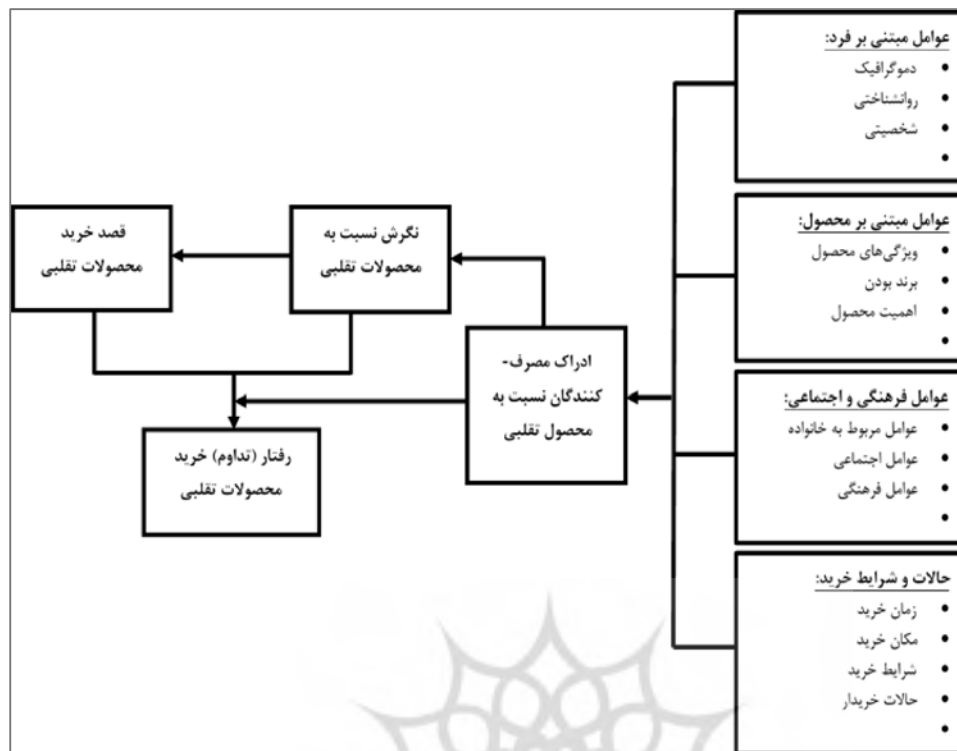 عوامل مبتنی بر فرد:
• دموگرافیک
• روانشناختی
• شخصیتی
•
عوامل مبتنی بر محصول:
• ویژگی‌های محصول
• برند بودن
• اهمیت محصول
•
عوامل فرهنگی و اجتماعی:
• عوامل مربوط به خانواده
• عوامل اجتماعی
• عوامل فرهنگی
•
حالات و شرایط خرید:
• زمان خرید
• مکان خرید
• شرایط خرید
• حالات خریدار
•
ادراک مصرف-
کنندگان نسبت به
محصول تقلبی
نگرش نسبت به
محصولات تقلبی
قصد خرید
محصولات تقلبی
رفتار (تداوم) خرید
محصولات تقلبی